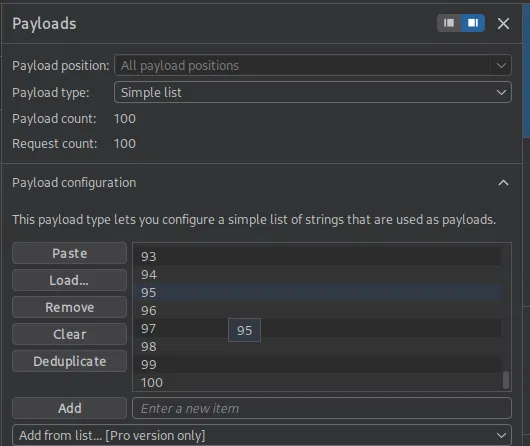 Payloads
Payload position: All payload positions
Payload type: Simple list
Payload count: 100
Request count: 100
Payload configuration
This payload type lets you configure a simple list of strings that are used as payloads.
Paste
Load...
Remove
Clear
Deduplicate
93
94
95
96
97
98
99
100
95
Add
Enter a new item
Add from list... [Pro version only]